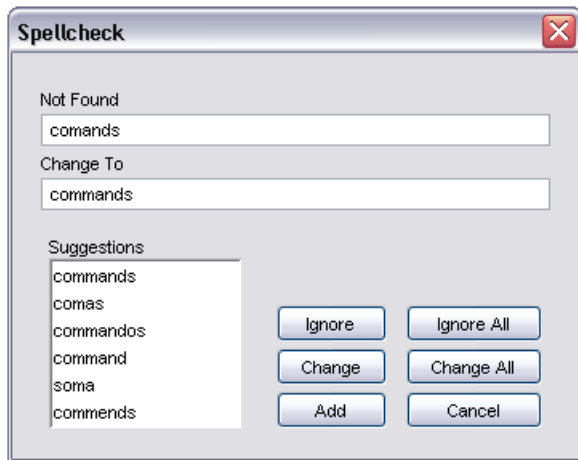 Spellcheck
Not Found
comands
Change To
commands
Suggestions
commands
comas
commandos
command
soma
commends
Ignore Ignore All
Change Change All
Add Cancel